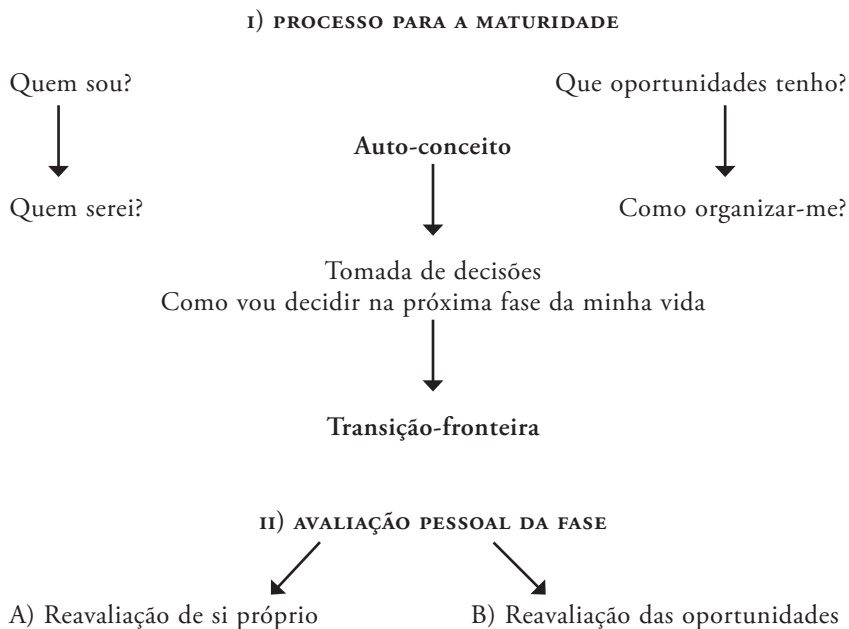 I) PROCESSO PARA A MATURIDADE
Quem sou?
Que oportunidades tenho?
Auto-conceito
Quem serei?
Como organizar-me?
Tomada de decisões
Como vou decidir na próxima fase da minha vida
Transição-fronteira
II) AVALIAÇÃO PESSOAL DA FASE
A) Reavaliação de si próprio
B) Reavaliação das oportunidades